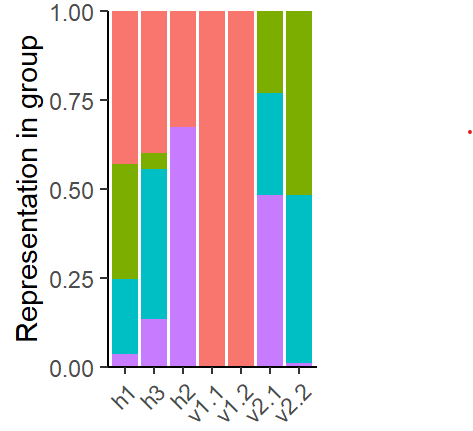 Representation in group
1.00
0.75
0.50
0.25
0.00
h1
h3
h2
v1.1
v1.2
v2.1
v2.2